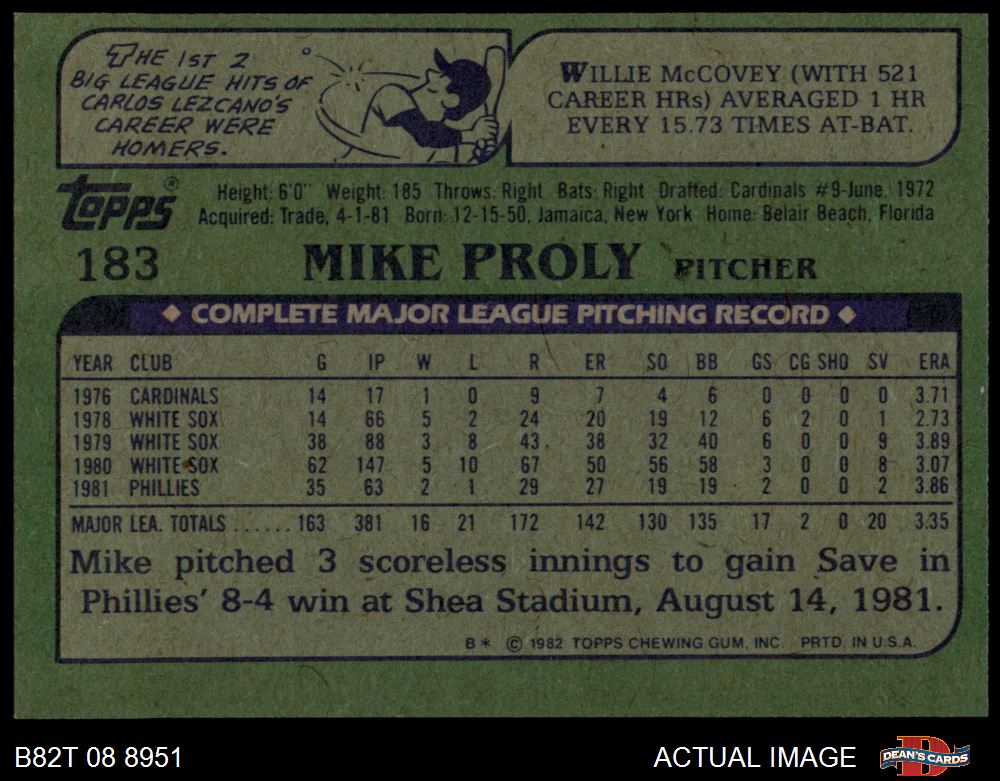 THE 1ST 2
BIG LEAGUE HITS OF
CARLOS LEZCANO'S
CAREER WERE
HOMERS.
WILLIE McCOVEY (WITH 521
CAREER HRs) AVERAGED 1 HR
EVERY 15.73 TIMES AT-BAT.
topps®
Height: 6'0" Weight: 185 Throws: Right Bats: Right Drafted: Cardinals #9-June, 1972
Acquired: Trade, 4-1-81 Born: 12-15-50, Jamaica, New York Home: Belair Beach, Florida
183 MIKE PROLY PITCHER
◆ COMPLETE MAJOR LEAGUE PITCHING RECORD ◆
YEAR CLUB G IP W L R ER SO BB GS CG SHO SV ERA
1976 CARDINALS 14 17 1 0 9 7 4 6 0 0 0 0 3.71
1978 WHITE SOX 14 66 5 2 24 20 19 12 6 2 0 1 2.73
1979 WHITE SOX 38 88 3 8 43 38 32 40 6 0 0 9 3.89
1980 WHITE SOX 62 147 5 10 67 50 56 58 3 0 0 8 3.07
1981 PHILLIES 35 63 2 1 29 27 19 19 2 0 0 2 3.86
MAJOR LEA. TOTALS ...... 163 381 16 21 172 142 130 135 17 2 0 20 3.35
Mike pitched 3 scoreless innings to gain Save in
Phillies' 8-4 win at Shea Stadium, August 14, 1981.
B* © 1982 TOPPS CHEWING GUM, INC. PRTD. IN U.S.A.
B82T 08 8951
ACTUAL IMAGE
DEAN'S CARDS